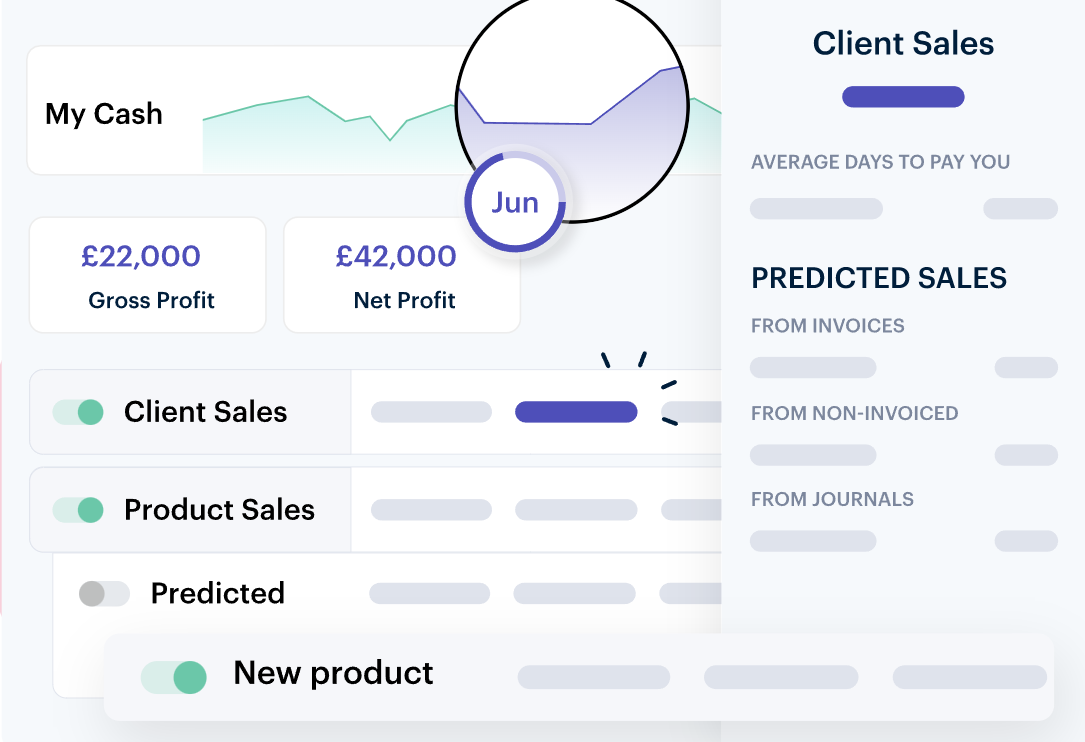 My Cash
Jun
£22,000
Gross Profit
£42,000
Net Profit
Client Sales
Product Sales
Predicted
New product
Client Sales
AVERAGE DAYS TO PAY YOU
PREDICTED SALES
FROM INVOICES
FROM NON-INVOICED
FROM JOURNALS